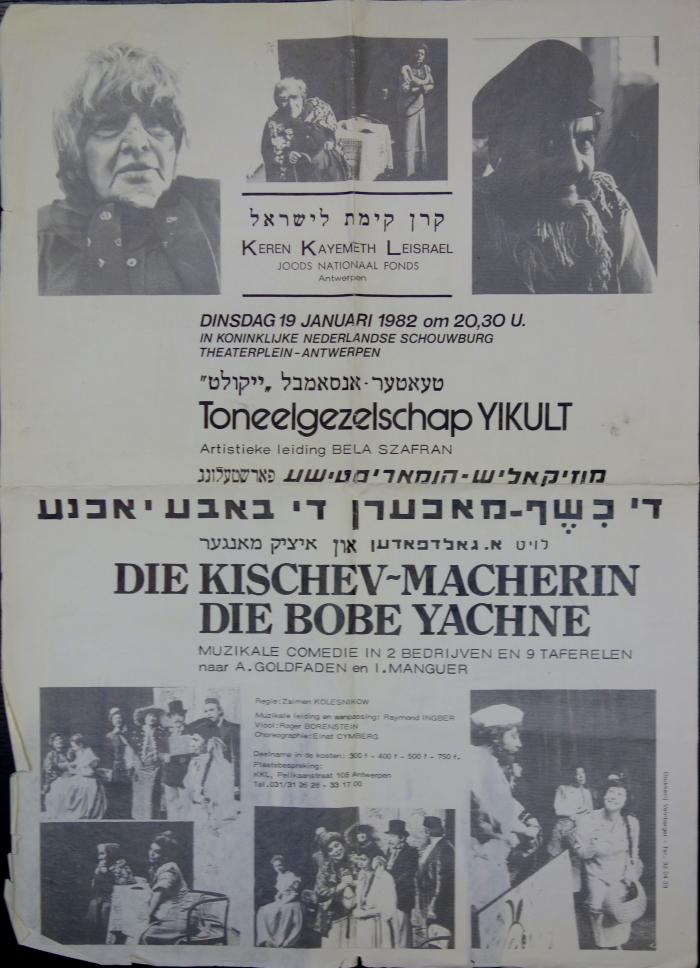 קרן קימת לישראל
KEREN KAYEMETH LEISRAEL
JOODS NATIONAAL FONDS
Antwerpen
DINSDAG 19 JANUARI 1982 om 20,30 U.
IN KONINKLIJKE NEDERLANDSE SCHOUWBURG
THEATERPLEIN-ANTWERPEN
טעאטער-אנסאמבל „ייקולט"
Toneelgezelschap YIKULT
Artistieke leiding BELA SZAFRAN
מוזיקאליש-הומאריסטישע פארשטעלונג
די כִּשֶף-מאכערן די באבע יאכנע
לויט א. גאלדפאדען און איציק מאנגער
DIE KISCHEV~MACHERIN
DIE BOBE YACHNE
MUZIKALE COMEDIE IN 2 BEDRIJVEN EN 9 TAFERELEN
naar A.GOLDFADEN en I.MANGUER
Regie: Zalmen KOLESNIKOW
Muzikale leiding en aanpassing: Raymond INGBER
Viool: Roger BORENSTEIN
Choreographie: Einat CYMBERG
Deelname in de kosten: 300 f - 400 f - 500 f - 750 f.
Plaatsbespreking:
KKL, Pelikaanstraat 108 Antwerpen
Tel. 031/31 26 26 - 33 17 00